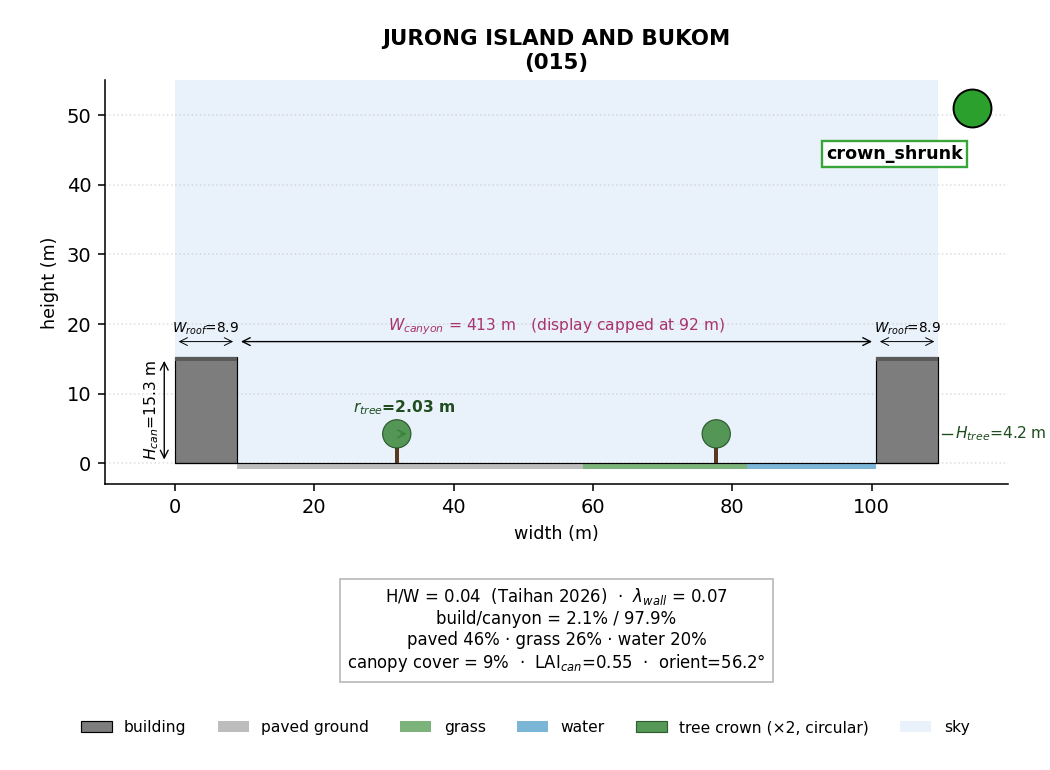 JURONG ISLAND AND BUKOM
(015)
50
40
30
20
10
0
height (m)
crown_shrunk
W_roof=8.9
W_canyon = 413 m (display capped at 92 m)
W_roof=8.9
H_can=15.3 m
r_tree=2.03 m
H_tree=4.2 m
0 20 40 60 80 100
width (m)
H/W = 0.04 (Taihan 2026) · λ_wall = 0.07
build/canyon = 2.1% / 97.9%
paved 46% · grass 26% · water 20%
canopy cover = 9% · LAI_can=0.55 · orient=56.2°
building paved ground grass water tree crown (×2, circular) sky